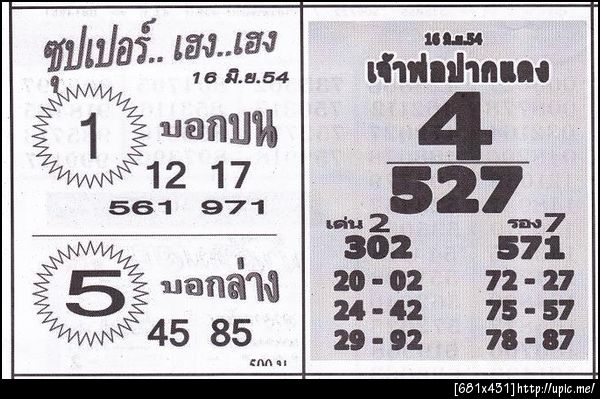 ซุปเปอร์.. เฮง..เฮง
16 มิ.ย.54
1
บอกบน
12 17
561 971
5
บอกล่าง
45 85
500 บ
16 มิ.ย.54
เจ้าพ่อปากแดง
4
527
เด่น 2 รอง 7
302 571
20-02 72-27
24-42 75-57
29-92 78-87
[681x451]http://upic.me/